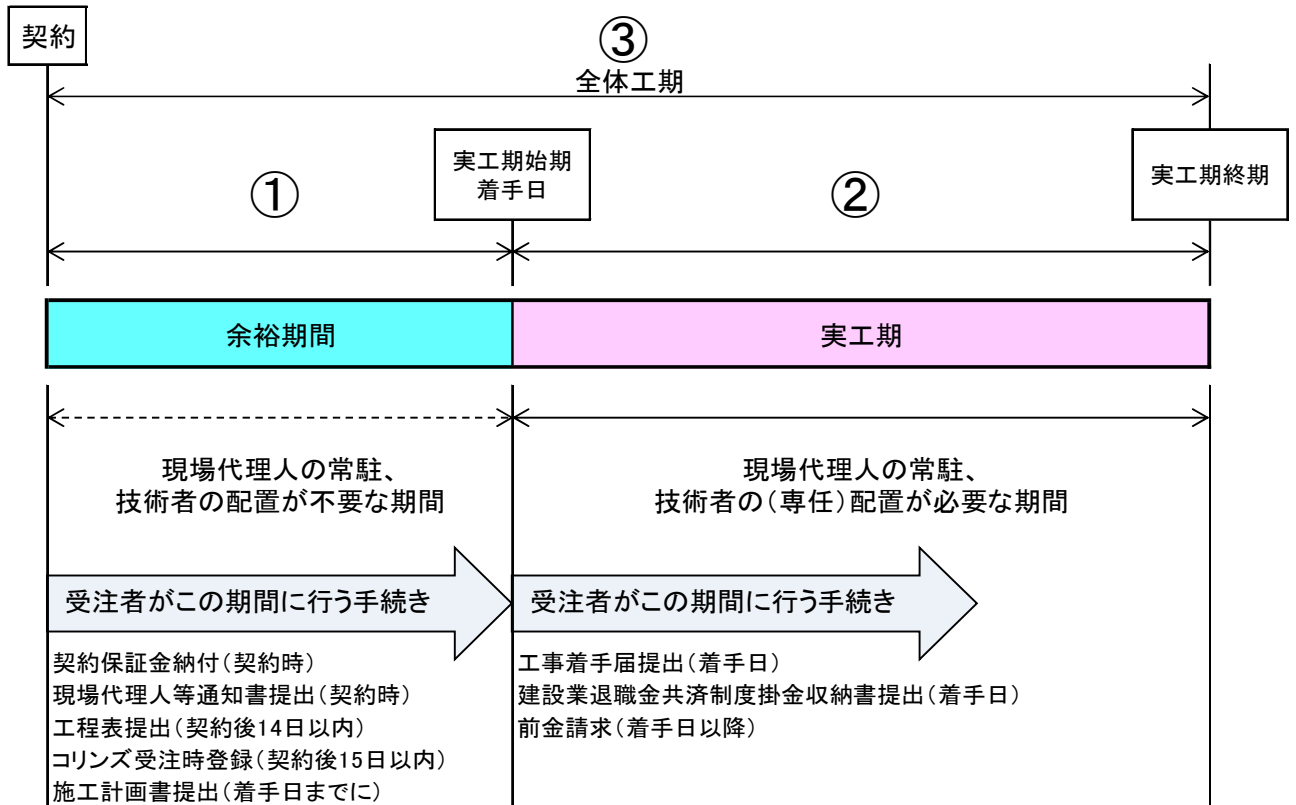 契約
③
全体工期
実工期始期
着手日
実工期終期
①
②
余裕期間
実工期
現場代理人の常駐、
技術者の配置が不要な期間
現場代理人の常駐、
技術者の（専任）配置が必要な期間
受注者がこの期間に行う手続き
受注者がこの期間に行う手続き
契約保証金納付（契約時）
現場代理人等通知書提出（契約時）
工程表提出（契約後14日以内）
コリンズ受注時登録（契約後15日以内）
施工計画書提出（着手日までに）
工事着手届提出（着手日）
建設業退職金共済制度掛金収納書提出（着手日）
前金請求（着手日以降）